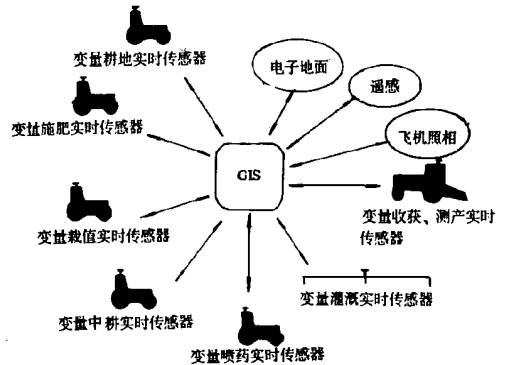 变量耕地实时传感器
电子地面
遥感
变量施肥实时传感器
飞机照相
GIS
变量收获、测产实时
传感器
变量栽值实时传感器
变量中耕实时传感器
变量灌溉实时传感器
变量喷药实时传感器